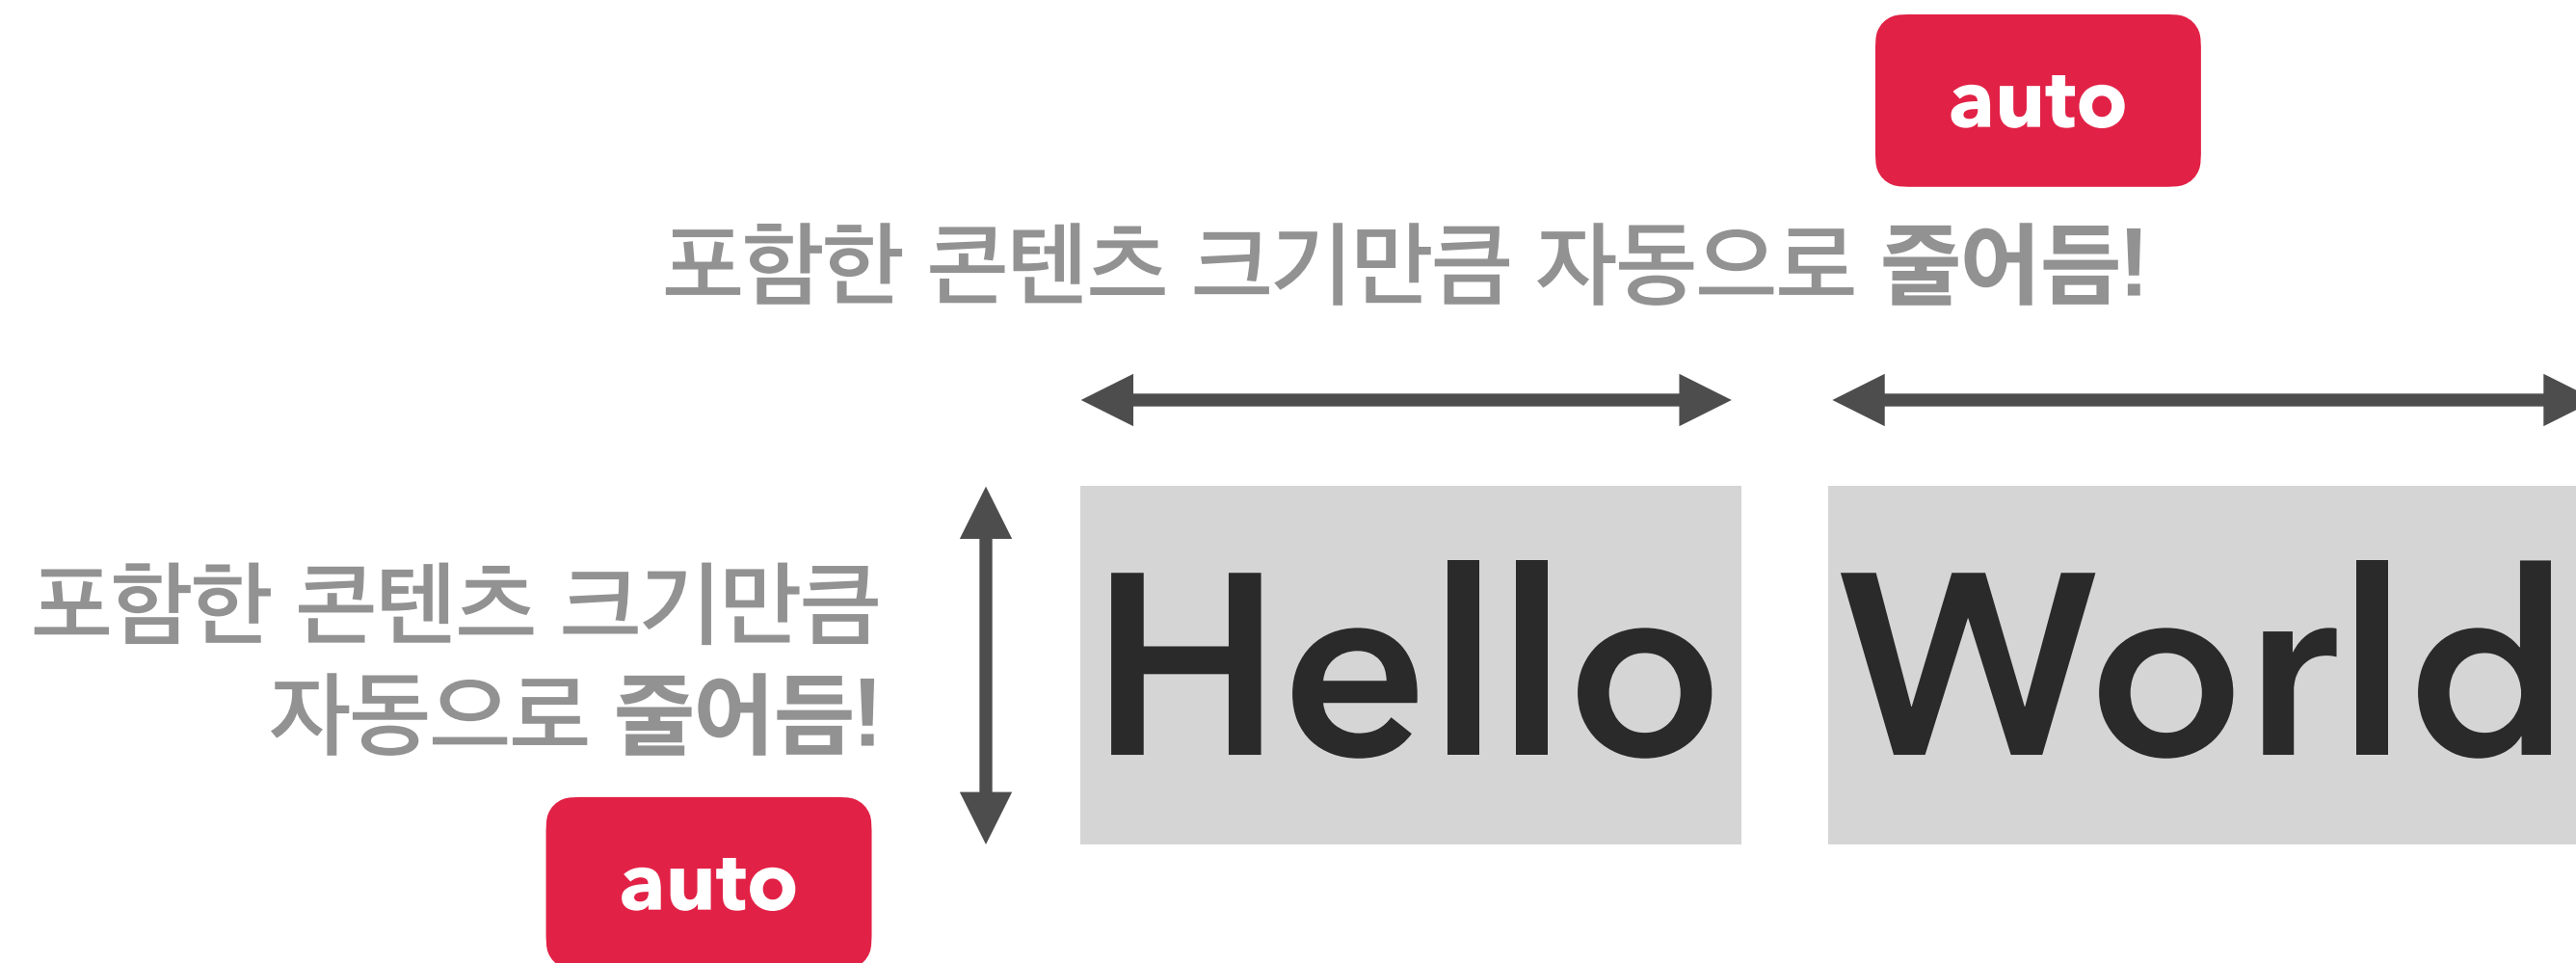 auto
포함한 콘텐츠 크기만큼 자동으로 줄어듬!
포함한 콘텐츠 크기만큼
자동으로 줄어듬!
Hello World
auto